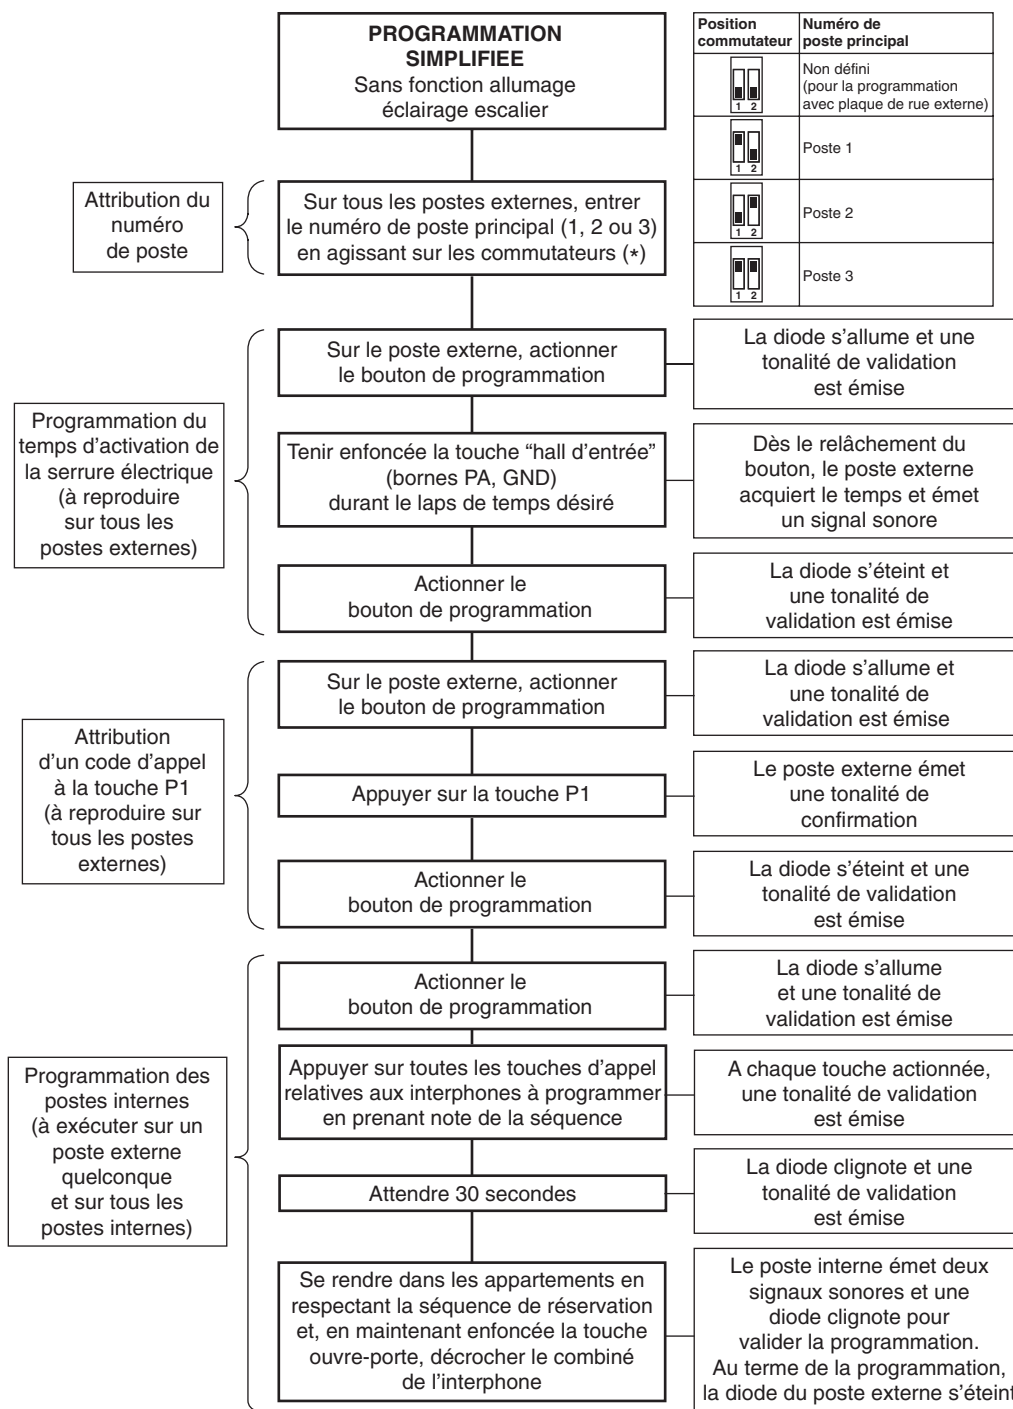 PROGRAMMATION
SIMPLIFIEE
Sans fonction allumage
éclairage escalier
Position
commutateur
Numéro de
poste principal
1 2
Non défini
(pour la programmation
avec plaque de rue externe)
1 2
Poste 1
1 2
Poste 2
1 2
Poste 3
Attribution du
numéro
de poste
Sur tous les postes externes, entrer
le numéro de poste principal (1, 2 ou 3)
en agissant sur les commutateurs (*)
Programmation du
temps d’activation de
la serrure électrique
(à reproduire
sur tous les
postes externes)
Sur le poste externe, actionner
le bouton de programmation
La diode s’allume et une
tonalité de validation
est émise
Tenir enfoncée la touche “hall d’entrée”
(bornes PA, GND)
durant le laps de temps désiré
Dès le relâchement du
bouton, le poste externe
acquiert le temps et émet
un signal sonore
Actionner le
bouton de programmation
La diode s’éteint et
une tonalité de
validation est émise
Attribution
d’un code d’appel
à la touche P1
(à reproduire sur
tous les postes
externes)
Sur le poste externe, actionner
le bouton de programmation
La diode s’allume et
une tonalité de
validation est émise
Appuyer sur la touche P1
Le poste externe émet
une tonalité de
confirmation
Actionner le
bouton de programmation
La diode s’éteint et une
tonalité de validation
est émise
Programmation des
postes internes
(à exécuter sur un
poste externe
quelconque
et sur tous les
postes internes)
Actionner le
bouton de programmation
La diode s’allume
et une tonalité de
validation est émise
Appuyer sur toutes les touches d’appel
relatives aux interphones à programmer
en prenant note de la séquence
A chaque touche actionnée,
une tonalité de validation
est émise
Attendre 30 secondes
La diode clignote et une
tonalité de validation
est émise
Se rendre dans les appartements en
respectant la séquence de réservation
et, en maintenant enfoncée la touche
ouvre-porte, décrocher le combiné
de l’interphone
Le poste interne émet deux
signaux sonores et une
diode clignote pour
valider la programmation.
Au terme de la programmation,
la diode du poste externe s’éteint